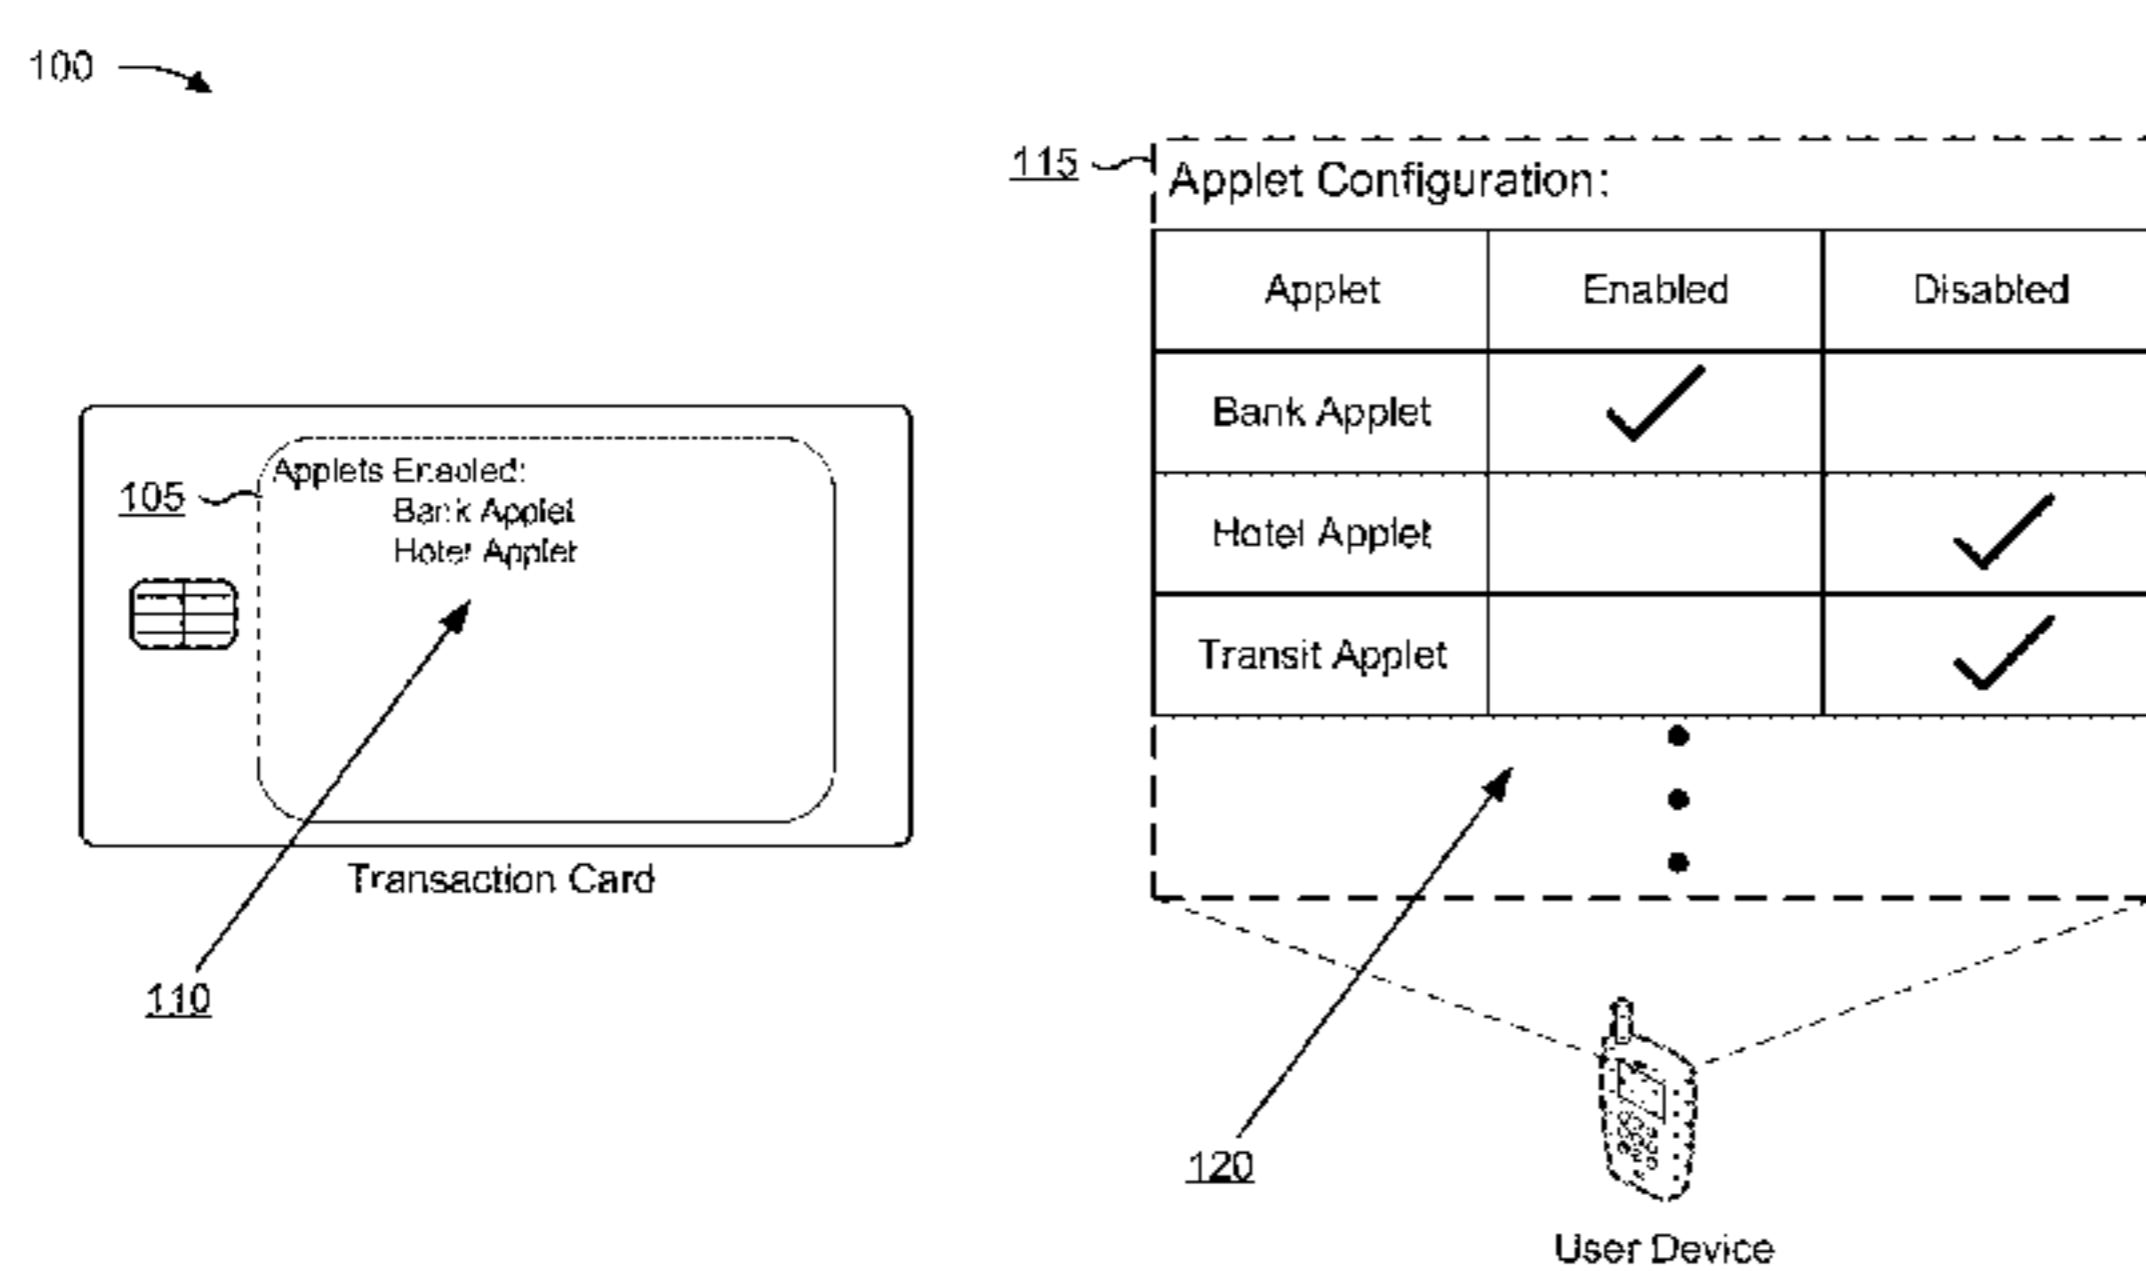 100
115
Applet Configuration:
Applet Enabled Disabled
Bank Applet
Hotel Applet
Transit Applet
105
Applets Enabled:
Bank Applet
Hotel Applet
Transaction Card
110
120
User Device